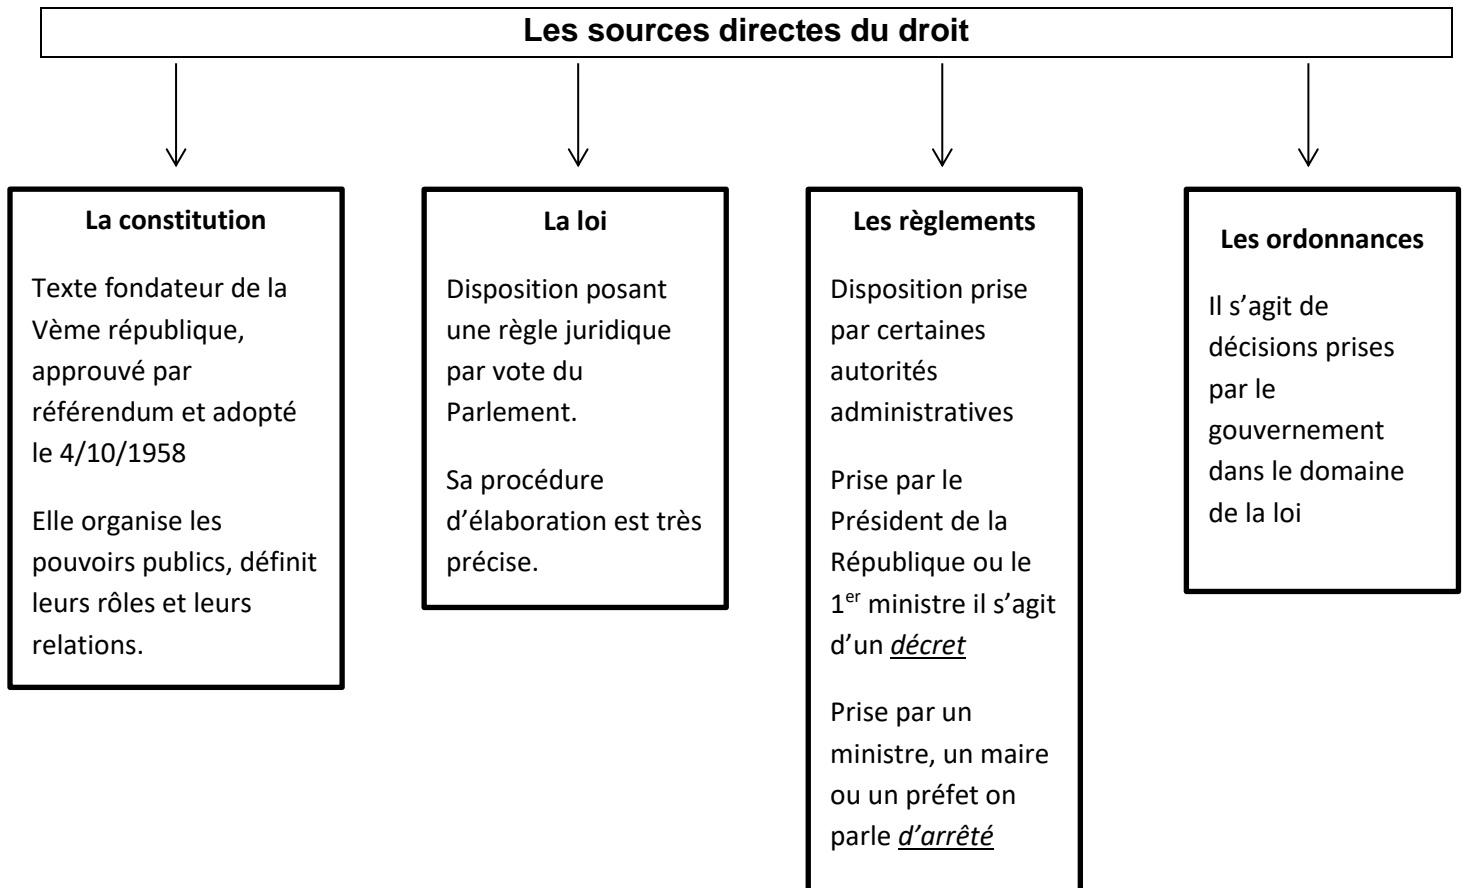 Les sources directes du droit
La constitution
Texte fondateur de la
Vème république,
approuvé par
référendum et adopté
le 4/10/1958
Elle organise les
pouvoirs publics, définit
leurs rôles et leurs
relations.
La loi
Disposition posant
une règle juridique
par vote du
Parlement.
Sa procédure
d’élaboration est très
précise.
Les règlements
Disposition prise
par certaines
autorités
administratives
Prise par le
Président de la
République ou le
1er ministre il s’agit
d’un décret
Prise par un
ministre, un maire
ou un préfet on
parle d’arrêté
Les ordonnances
Il s’agit de
décisions prises
par le
gouvernement
dans le domaine
de la loi